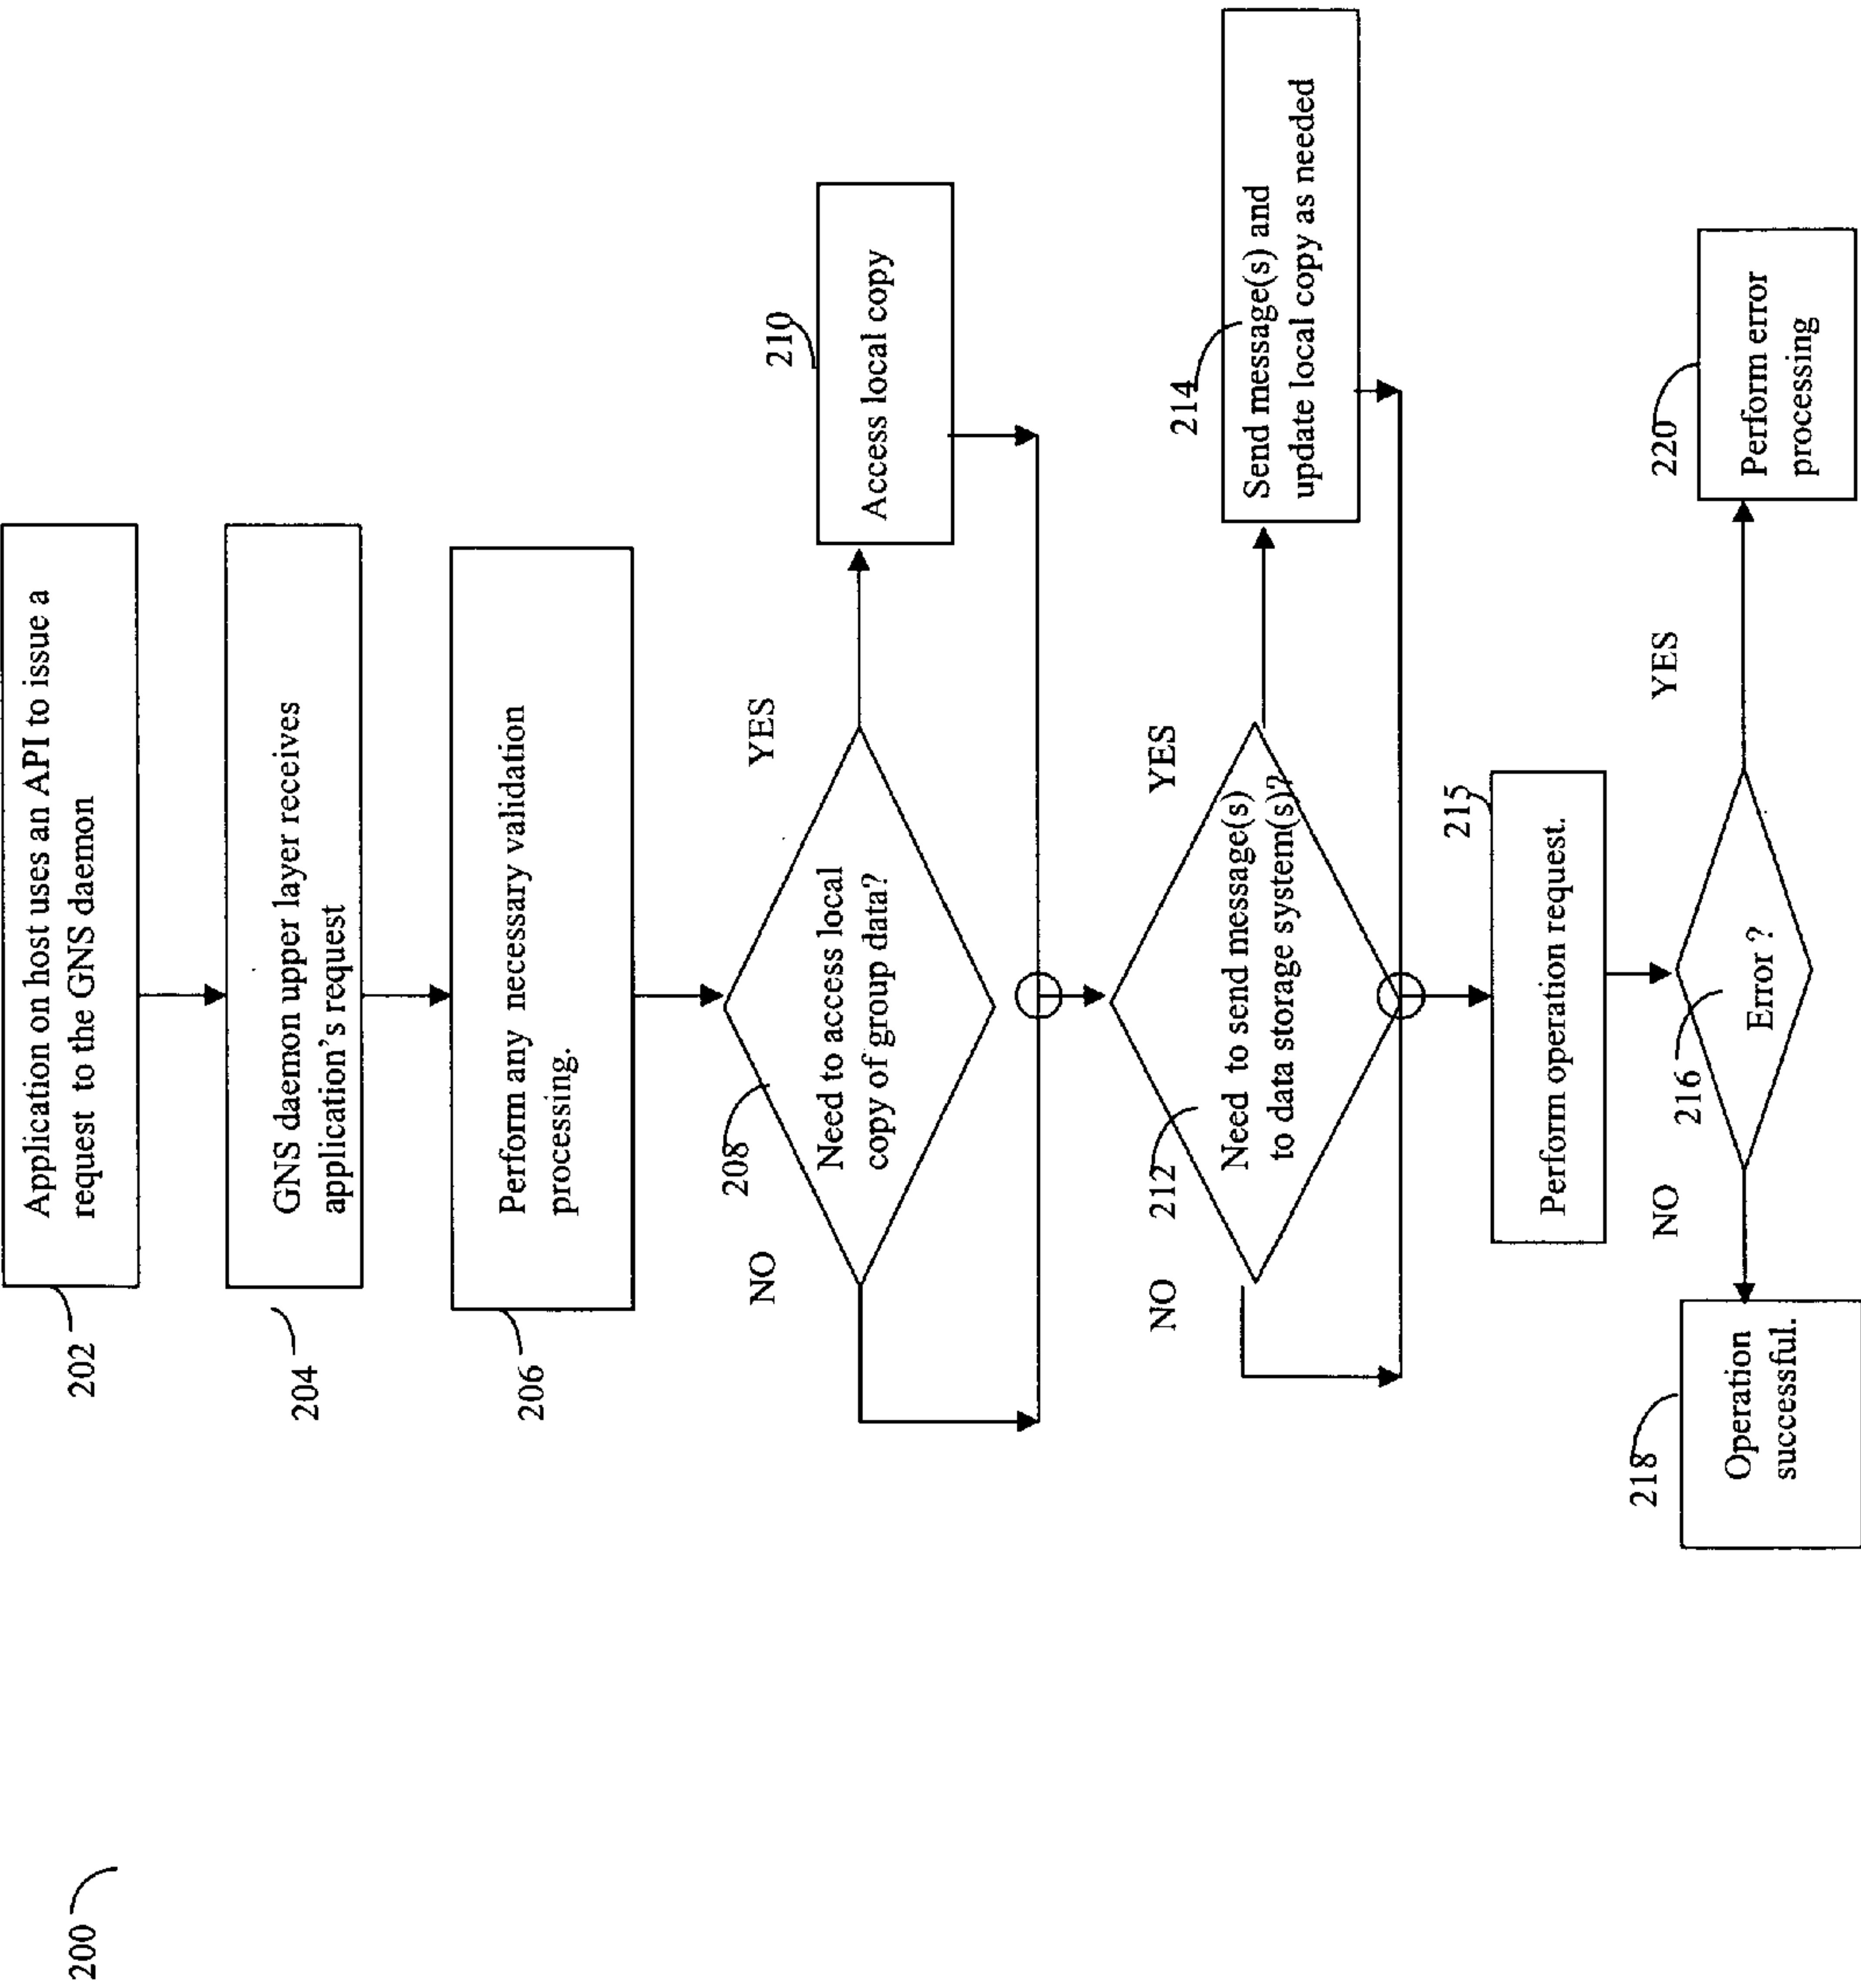 200
202
Application on host uses an API to issue a
request to the GNS daemon
204
GNS daemon upper layer receives
application's request
206
Perform any necessary validation
processing.
208
NO
YES
Need to access local
copy of group data?
210
Access local copy
212
NO
YES
Need to send message(s)
to data storage system(s)?
214
Send message(s) and
update local copy as needed
215
Perform operation request.
216
NO
YES
Error ?
218
Operation
successful.
220
Perform error
processing